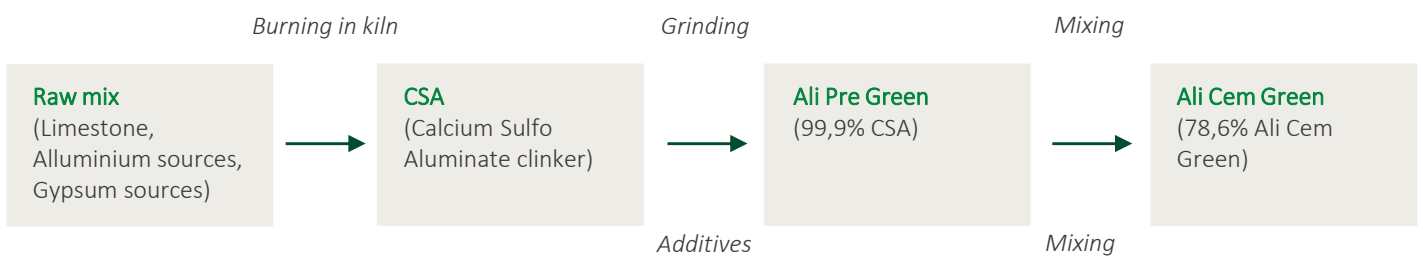 Burning in kiln
Grinding
Mixing
Raw mix
(Limestone,
Alluminium sources,
Gypsum sources)
CSA
(Calcium Sulfo
Aluminate clinker)
Ali Pre Green
(99,9% CSA)
Ali Cem Green
(78,6% Ali Cem
Green)
Additives
Mixing